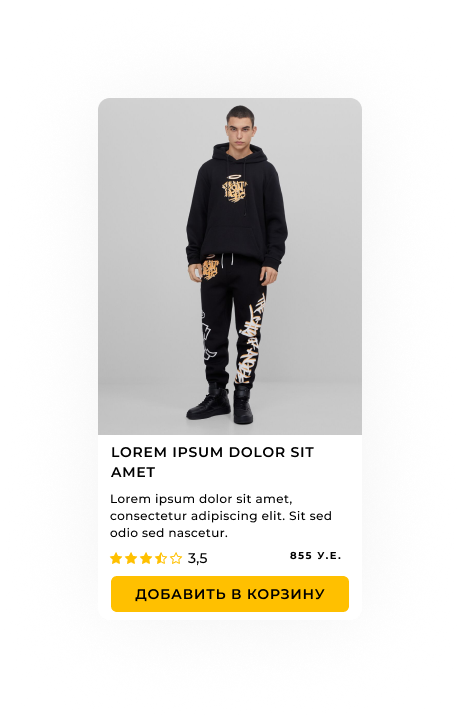 LOREM IPSUM DOLOR SIT
AMET
Lorem ipsum dolor sit amet,
consectetur adipiscing elit. Sit sed
odio sed nascetur.
3,5
855 У.Е.
ДОБАВИТЬ В КОРЗИНУ